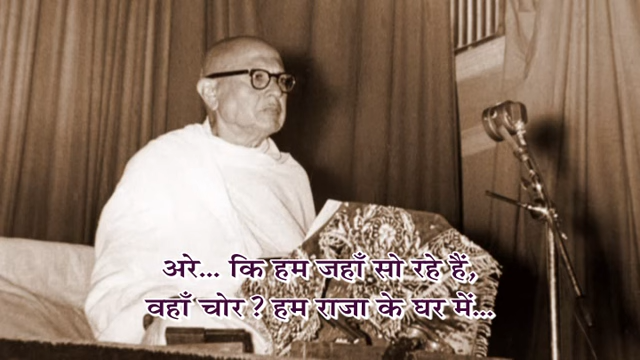 अरे... कि हम जहाँ सो रहे हैं,
वहाँ चोर ? हम राजा के घर में...